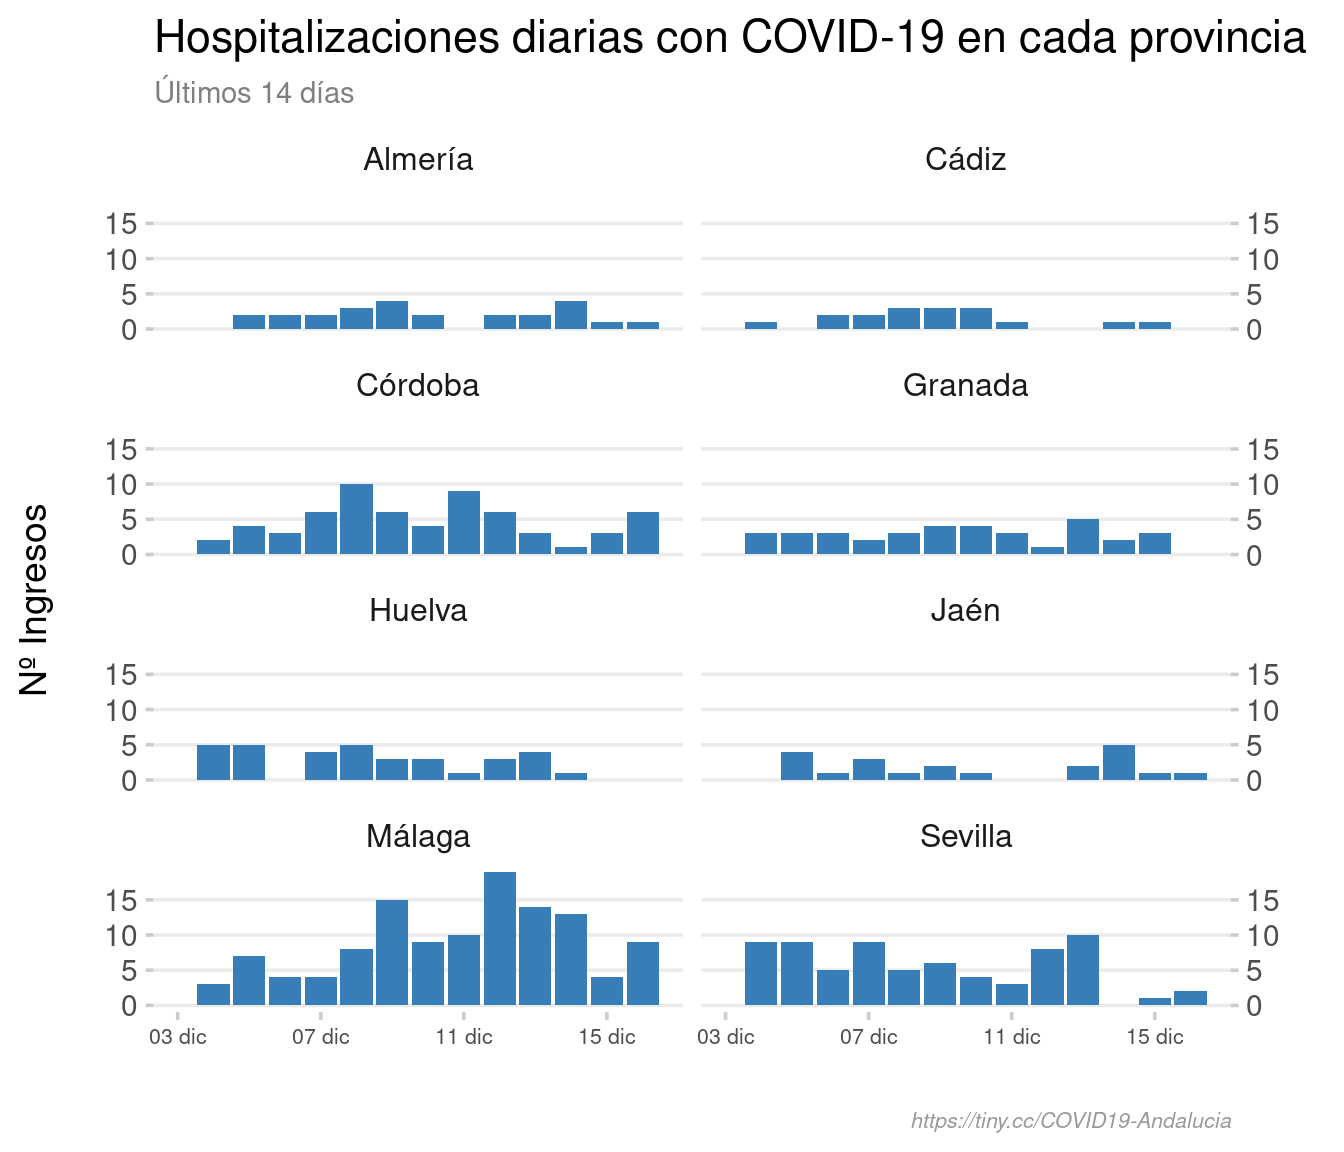 Hospitalizaciones diarias con COVID-19 en cada provincia
Últimos 14 días
Nº Ingresos
Almería
Cádiz
15
10
5
0
15
10
5
0
Córdoba
Granada
15
10
5
0
15
10
5
0
Huelva
Jaén
15
10
5
0
15
10
5
0
Málaga
Sevilla
15
10
5
0
15
10
5
0
03 dic 07 dic 11 dic 15 dic
03 dic 07 dic 11 dic 15 dic
https://tiny.cc/COVID19-Andalucia